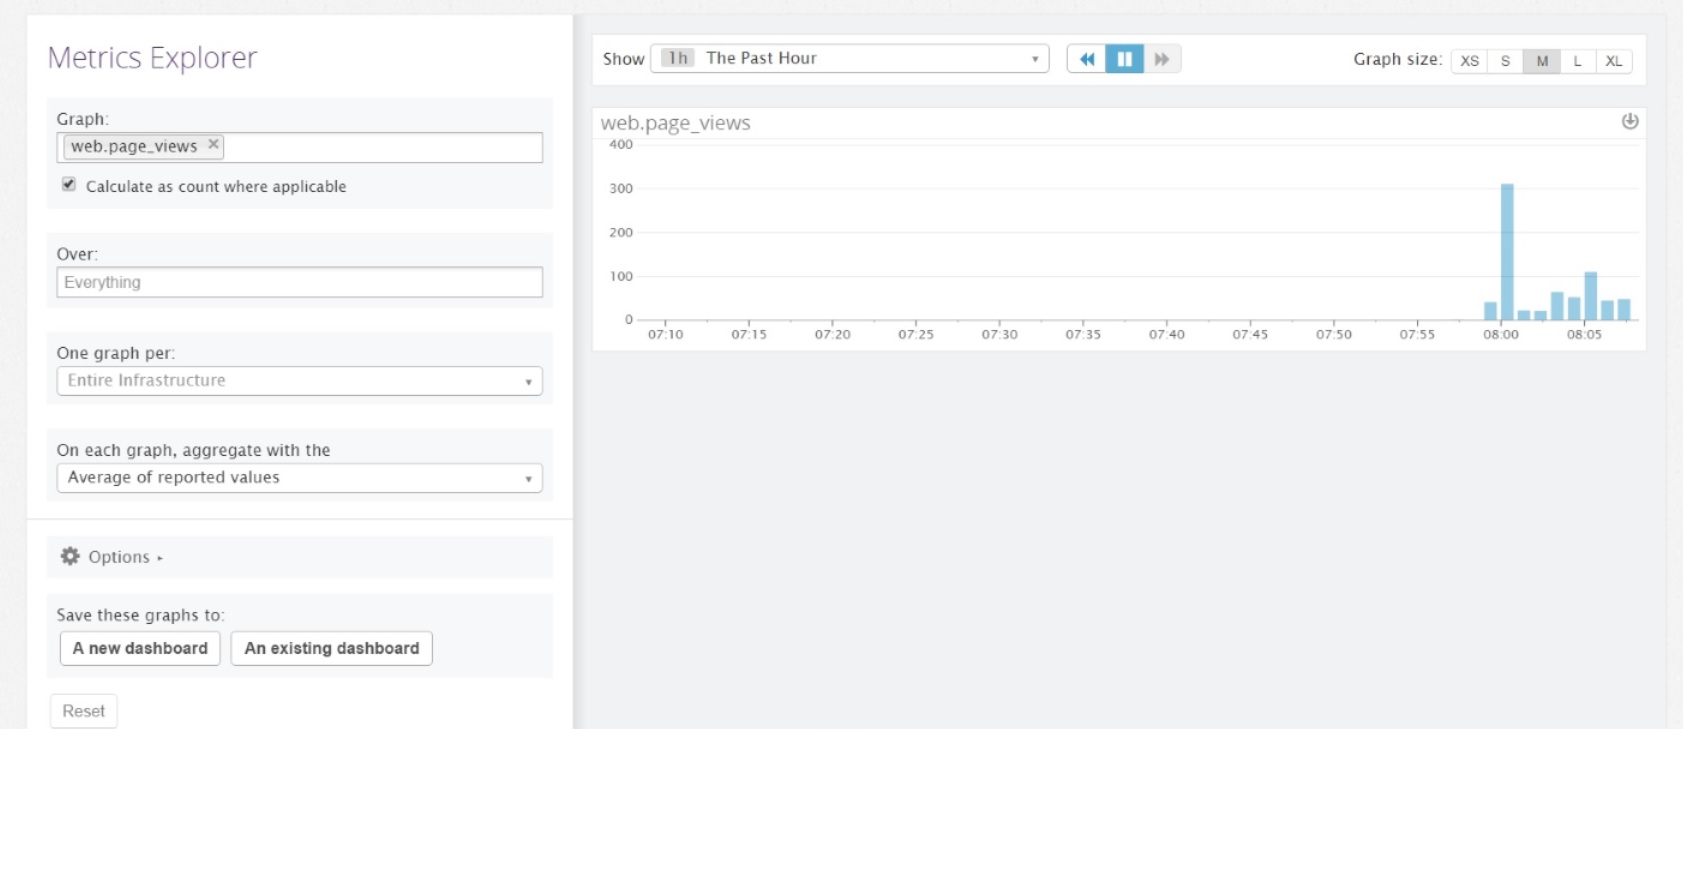 Metrics Explorer
Graph:
web.page_views ×
Calculate as count where applicable
Over:
Everything
One graph per:
Entire Infrastructure
On each graph, aggregate with the
Average of reported values
Options
Save these graphs to:
A new dashboard An existing dashboard
Reset
Show 1h The Past Hour Graph size: XS S M L XL
web.page_views
400
300
200
100
0
07:10 07:15 07:20 07:25 07:30 07:35 07:40 07:45 07:50 07:55 08:00 08:05